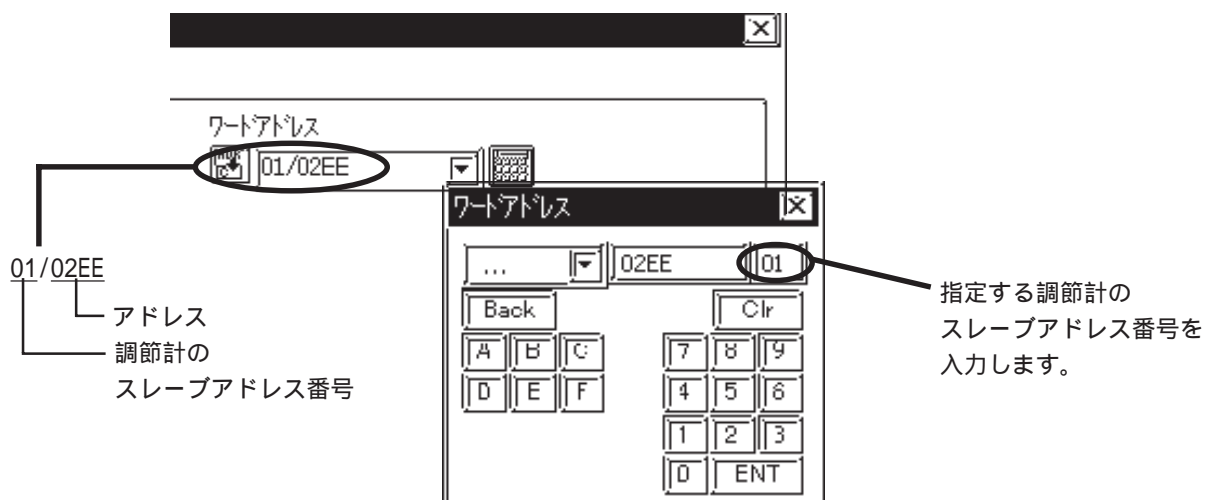 ワードアドレス
01/02EE
ワードアドレス
... 02EE 01
Back Clr
A B C 7 8 9
D E F 4 5 6
1 2 3
0 ENT
01/02EE
アドレス
調節計の
スレーブアドレス番号
指定する調節計の
スレーブアドレス番号を
入力します。